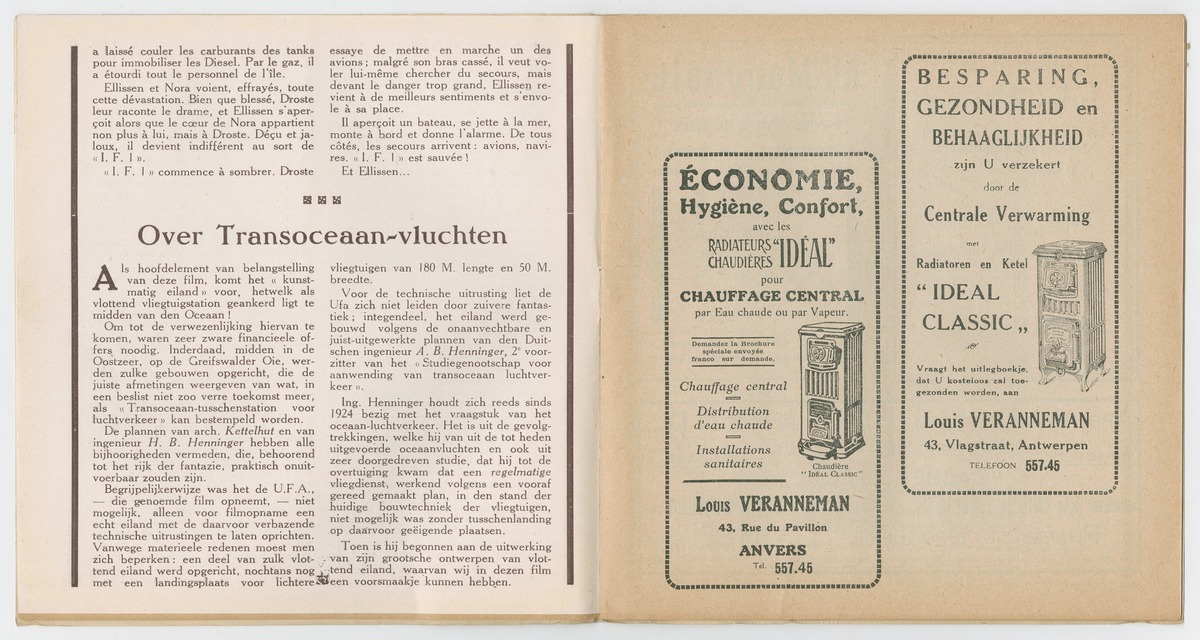 a laissé couler les carburants des tanks
pour immobiliser les Diesel. Par le gaz, il
a étourdi tout le personnel de l'île.
Ellissen et Nora voient, effrayés, toute
cette dévastation. Bien que blessé, Droste
leur raconte le drame, et Ellissen s'aper-
çoit alors que le cœur de Nora appartient
non plus à lui, mais à Droste. Déçu et ja-
loux, il devient indifférent au sort de
« I. F. 1 ».
« I. F. 1 » commence à sombrer. Droste
essaye de mettre en marche un des
avions ; malgré son bras cassé, il veut vo-
ler lui-même chercher du secours, mais
devant le danger trop grand, Ellissen re-
vient à de meilleurs sentiments et s'envo-
le à sa place.
Il aperçoit un bateau, se jette à la mer,
monte à bord et donne l'alarme. De tous
côtés, les secours arrivent : avions, navi-
res. « I. F. 1 » est sauvée !
Et Ellissen...
Over Transoceaan-vluchten
Als hoofdelement van belangstelling
van deze film, komt het « kunst-
matig eiland » voor, hetwelk als
vlottend vliegtuigstation geankerd ligt te
midden van den Oceaan !
Om tot de verwezenlijking hiervan te
komen, waren zeer zware financieele of-
fers noodig. Inderdaad, midden in de
Oostzeer, op de Greifswalder Oie, wer-
den zulke gebouwen opgericht, die de
juiste afmetingen weergeven van wat, in
een beslist niet zoo verre toekomst meer,
als « Transoceaan-tusschenstation voor
luchtverkeer » kan bestempeld worden.
De plannen van arch. Kettelhut en van
ingenieur H. B. Henninger hebben alle
bijhoorigheden vermeden, die, behoorend
tot het rijk der fantazie, praktisch onuit-
voerbaar zouden zijn.
Begrijpelijkerwijze was het de U.F.A.,
— die genoemde film opneemt, — niet
mogelijk, alleen voor filmopname een
echt eiland met de daarvoor verbazende
technische uitrustingen te laten oprichten.
Vanwege materieele redenen moest men
zich beperken : een deel van zulk vlot-
tend eiland werd opgericht, nochtans nog
met een landingsplaats voor lichtere
vliegtuigen van 180 M. lengte en 50 M.
breedte.
Voor de technische uitrusting liet de
Ufa zich niet leiden door zuivere fantas-
tiek ; integendeel, het eiland werd ge-
bouwd volgens de onaanvechtbare en
juist-uitgewerkte plannen van den Duit-
schen ingenieur A. B. Henninger, 2e voor-
zitter van het « Studiegenootschap voor
aanwending van transoceaan luchtver-
keer ».
Ing. Henninger houdt zich reeds sinds
1924 bezig met het vraagstuk van het
oceaan-luchtverkeer. Het is uit de gevolg-
trekkingen, welke hij van uit de tot heden
uitgevoerde oceaanvluchten en ook uit
zeer doorgedreven studie, dat hij tot de
overtuiging kwam dat een regelmatige
vliegdienst, werkend volgens een vooraf
gereed gemaakt plan, in den stand der
huidige bouwtechniek der vliegtuigen,
niet mogelijk was zonder tusschenlanding
op daarvoor geëigende plaatsen.
Toen is hij begonnen aan de uitwerking
van zijn grootsche ontwerpen van vlot-
tend eiland, waarvan wij in dezen film
een voorsmaakje kunnen hebben.
ÉCONOMIE,
Hygiène, Confort,
avec les
RADIATEURS
CHAUDIÈRES "IDÉAL"
pour
CHAUFFAGE CENTRAL
par Eau chaude ou par Vapeur.
Demandez la Brochure
spéciale envoyée
franco sur demande.
Chauffage central
Distribution
d'eau chaude
Installations
sanitaires
Chaudière
"IDÉAL CLASSIC"
Louis VERANNEMAN
43, Rue du Pavillon
ANVERS
Tel. 557.45
BESPARING,
GEZONDHEID en
BEHAAGLIJKHEID
zijn U verzekert
door de
Centrale Verwarming
met
Radiatoren en Ketel
“ IDEAL
CLASSIC „
Vraagt het uitlegboekje,
dat U kosteloos zal toe-
gezonden worden, aan
Louis VERANNEMAN
43, Vlagstraat, Antwerpen
TELEFOON 557.45